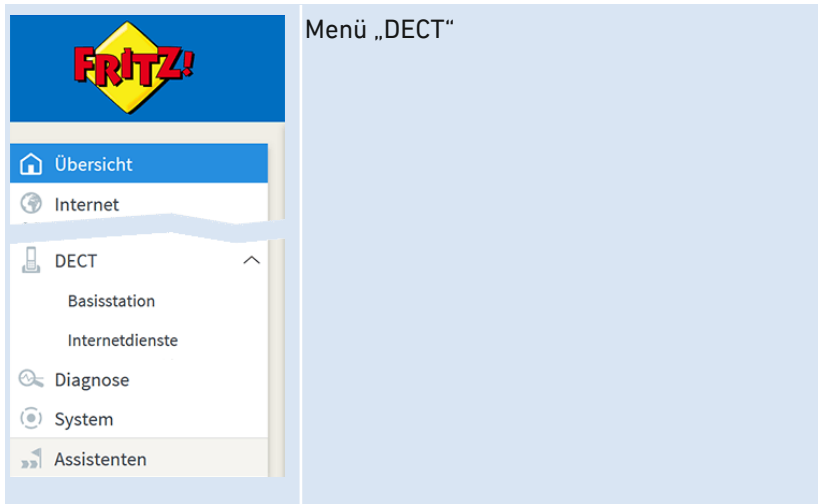 FRITZ!
Menü „DECT“
Übersicht
Internet
DECT
Basisstation
Internetdienste
Diagnose
System
Assistenten